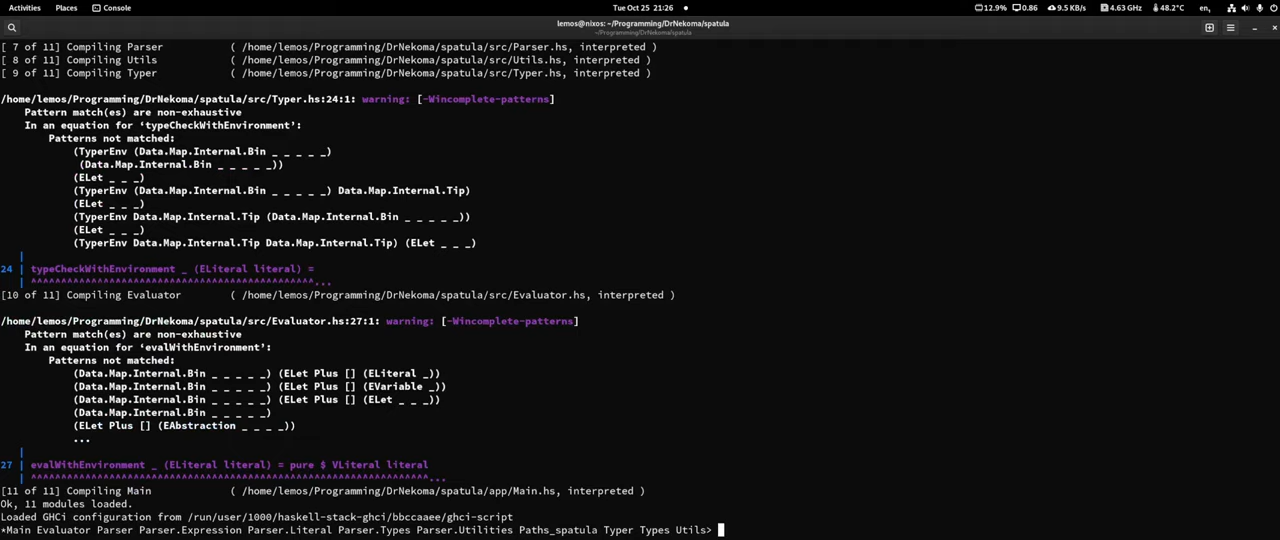 Activities Places Console Tue Oct 25 21:26 12.9% 0.86 9.5 KB/s 4.63 GHz 48.2°C en
lemos@nixos: ~/Programming/DrNekoma/spatula
~/Programming/DrNekoma/spatula
[ 7 of 11] Compiling Parser ( /home/lemos/Programming/DrNekoma/spatula/src/Parser.hs, interpreted )
[ 8 of 11] Compiling Utils ( /home/lemos/Programming/DrNekoma/spatula/src/Utils.hs, interpreted )
[ 9 of 11] Compiling Typer ( /home/lemos/Programming/DrNekoma/spatula/src/Typer.hs, interpreted )
/home/lemos/Programming/DrNekoma/spatula/src/Typer.hs:24:1: warning: [-Wincomplete-patterns]
Pattern match(es) are non-exhaustive
In an equation for ‘typeCheckWithEnvironment’:
Patterns not matched:
(TyperEnv (Data.Map.Internal.Bin _ _ _ _ _)
(Data.Map.Internal.Bin _ _ _ _ _))
(ELet _ _ _)
(TyperEnv (Data.Map.Internal.Bin _ _ _ _ _) Data.Map.Internal.Tip)
(ELet _ _ _)
(TyperEnv Data.Map.Internal.Tip (Data.Map.Internal.Bin _ _ _ _ _))
(ELet _ _ _)
(TyperEnv Data.Map.Internal.Tip Data.Map.Internal.Tip) (ELet _ _ _)
|
24 | typeCheckWithEnvironment _ (ELiteral literal) =
| ^^^^^^^^^^^^^^^^^^^^^^^^^^^^^^^^^^^^^^^^^^^^^^^...
[10 of 11] Compiling Evaluator ( /home/lemos/Programming/DrNekoma/spatula/src/Evaluator.hs, interpreted )
/home/lemos/Programming/DrNekoma/spatula/src/Evaluator.hs:27:1: warning: [-Wincomplete-patterns]
Pattern match(es) are non-exhaustive
In an equation for ‘evalWithEnvironment’:
Patterns not matched:
(Data.Map.Internal.Bin _ _ _ _ _) (ELet Plus [] (ELiteral _))
(Data.Map.Internal.Bin _ _ _ _ _) (ELet Plus [] (EVariable _))
(Data.Map.Internal.Bin _ _ _ _ _) (ELet Plus [] (ELet _ _ _))
(Data.Map.Internal.Bin _ _ _ _ _)
(ELet Plus [] (EAbstraction _ _ _ _))
...
|
27 | evalWithEnvironment _ (ELiteral literal) = pure $ VLiteral literal
| ^^^^^^^^^^^^^^^^^^^^^^^^^^^^^^^^^^^^^^^^^^^^^^^^^^^^^^^^^^^^^^^^^^...
[11 of 11] Compiling Main ( /home/lemos/Programming/DrNekoma/spatula/app/Main.hs, interpreted )
Ok, 11 modules loaded.
Loaded GHCi configuration from /run/user/1000/haskell-stack-ghci/bbccaaee/ghci-script
*Main Evaluator Parser Parser.Expression Parser.Literal Parser.Types Parser.Utilities Paths_spatula Typer Types Utils>